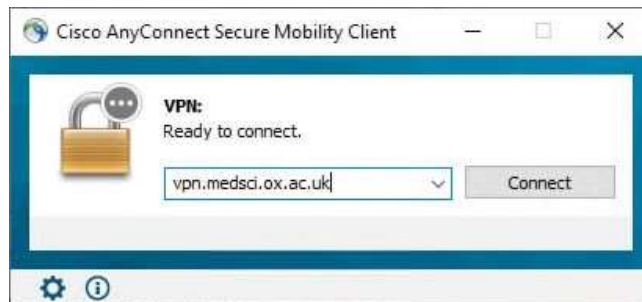 Cisco AnyConnect Secure Mobility Client
VPN:
Ready to connect.
vpn.medsci.ox.ac.uk
Connect